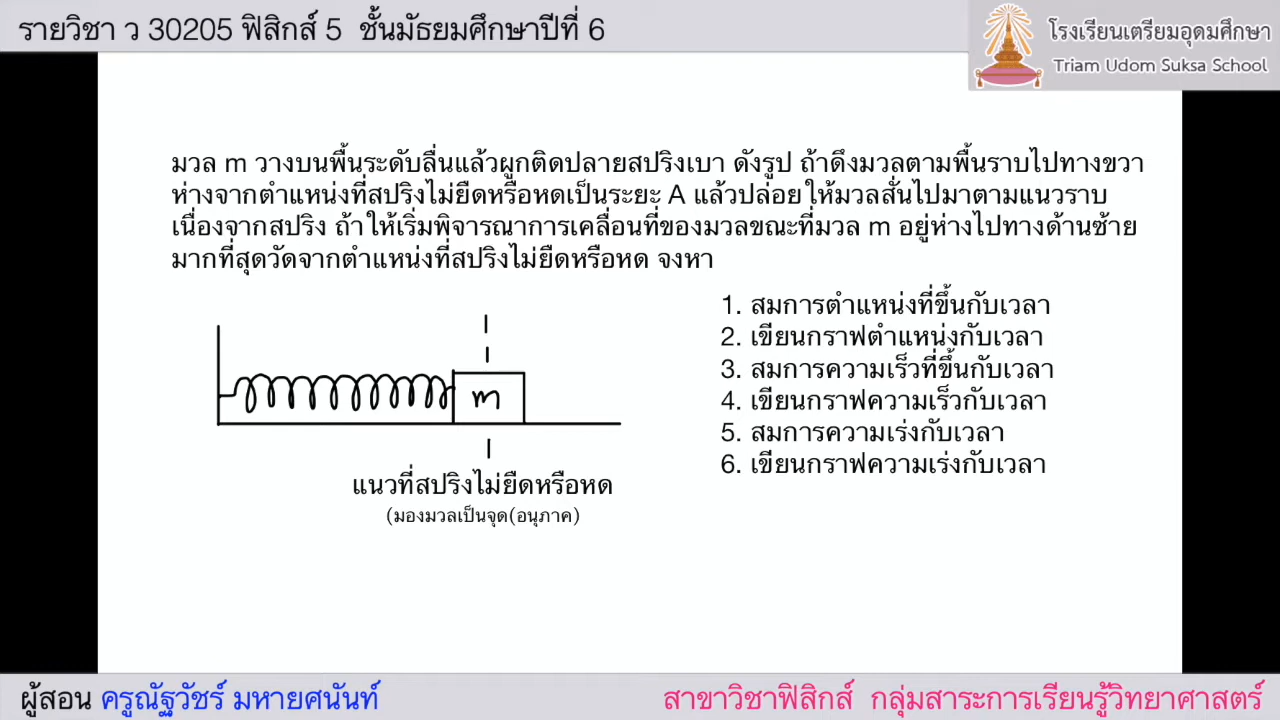 รายวิชา ว 30205 ฟิสิกส์ 5 ชั้นมัธยมศึกษาปีที่ 6
โรงเรียนเตรียมอุดมศึกษา
Triam Udom Suksa School
มวล m วางบนพื้นระดับลื่นแล้วผูกติดปลายสปริงเบา ดังรูป ถ้าดึงมวลตามพื้นราบไปทางขวา
ห่างจากตำแหน่งที่สปริงไม่ยืดหรือหดเป็นระยะ A แล้วปล่อยให้มวลสั่นไปมาตามแนวราบ
เนื่องจากสปริง ถ้าให้เริ่มพิจารณาการเคลื่อนที่ของมวลขณะที่มวล m อยู่ห่างไปทางด้านซ้าย
มากที่สุดวัดจากตำแหน่งที่สปริงไม่ยืดหรือหด จงหา
1. สมการตำแหน่งที่ขึ้นกับเวลา
2. เขียนกราฟตำแหน่งกับเวลา
3. สมการความเร็วที่ขึ้นกับเวลา
4. เขียนกราฟความเร็วกับเวลา
5. สมการความเร่งกับเวลา
6. เขียนกราฟความเร่งกับเวลา
m
แนวที่สปริงไม่ยืดหรือหด
(มองมวลเป็นจุด(อนุภาค)
ผู้สอน ครูณัฐวัชร์ มหายศนันท์
สาขาวิชาฟิสิกส์ กลุ่มสาระการเรียนรู้วิทยาศาสตร์